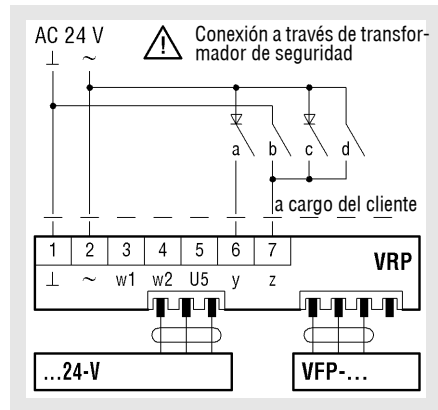 AC 24 V
Conexión a través de transfor-
mador de seguridad
⊥ ~
a b c d
a cargo del cliente
1 2 3 4 5 6 7
VRP
⊥ ~ w1 w2 U5 y z
...24-V
VFP-...